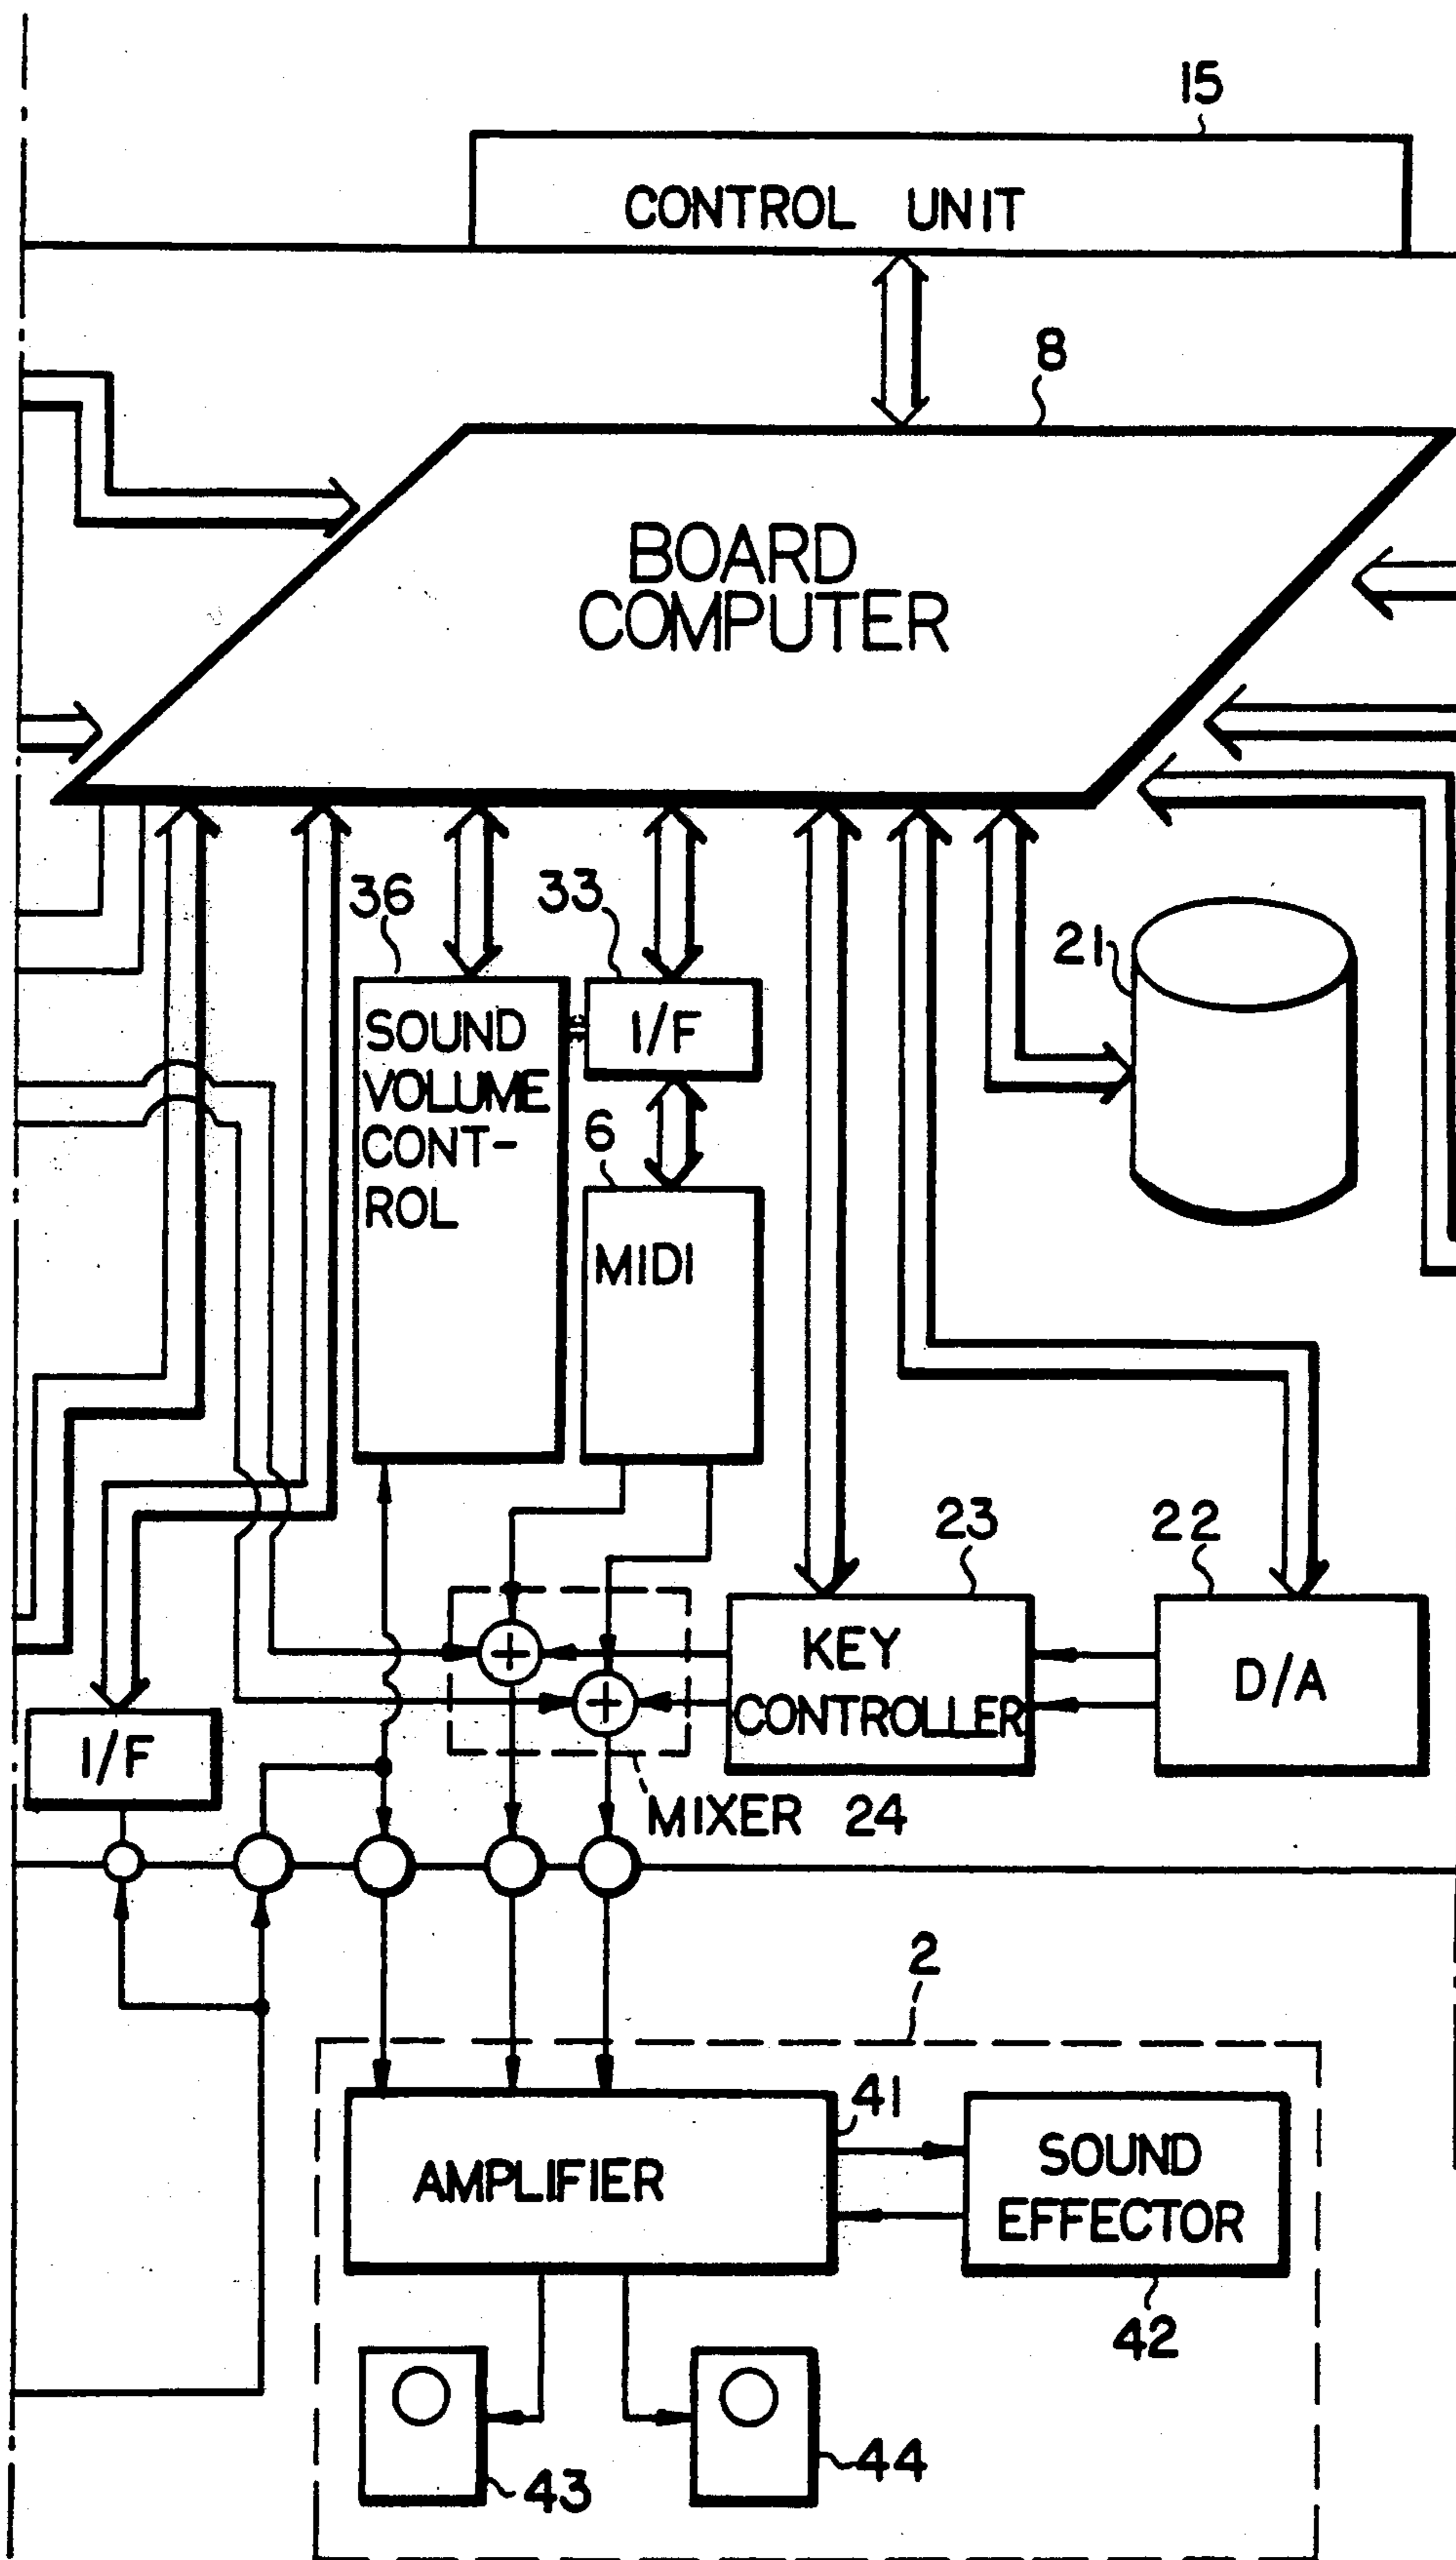 15
CONTROL UNIT
8
BOARD
COMPUTER
36
33
21
SOUND
VOLUME
CONT-
ROL
I/F
6
MIDI
23
22
KEY
CONTROLLER
D/A
I/F
MIXER 24
2
41
AMPLIFIER
SOUND
EFFECTOR
42
43
44